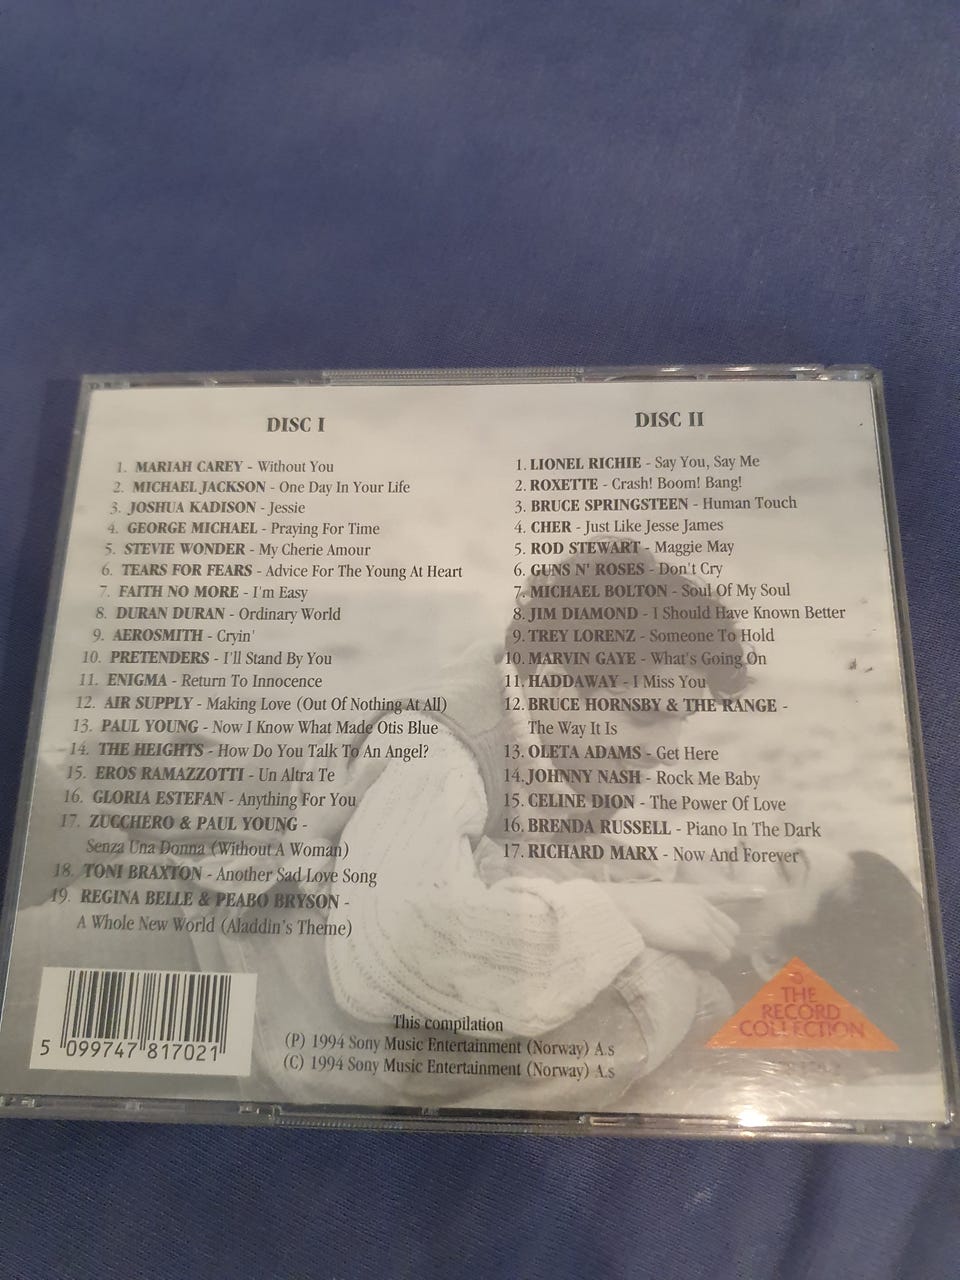 DISC I
1. MARIAH CAREY - Without You
2. MICHAEL JACKSON - One Day In Your Life
3. JOSHUA KADISON - Jessie
4. GEORGE MICHAEL - Praying For Time
5. STEVIE WONDER - My Cherie Amour
6. TEARS FOR FEARS - Advice For The Young At Heart
7. FAITH NO MORE - I'm Easy
8. DURAN DURAN - Ordinary World
9. AEROSMITH - Cryin'
10. PRETENDERS - I'll Stand By You
11. ENIGMA - Return To Innocence
12. AIR SUPPLY - Making Love (Out Of Nothing At All)
13. PAUL YOUNG - Now I Know What Made Otis Blue
14. THE HEIGHTS - How Do You Talk To An Angel?
15. EROS RAMAZZOTTI - Un Altra Te
16. GLORIA ESTEFAN - Anything For You
17. ZUCCHERO & PAUL YOUNG -
Senza Una Donna (Without A Woman)
18. TONI BRAXTON - Another Sad Love Song
19. REGINA BELLE & PEABO BRYSON -
A Whole New World (Aladdin's Theme)
DISC II
1. LIONEL RICHIE - Say You, Say Me
2. ROXETTE - Crash! Boom! Bang!
3. BRUCE SPRINGSTEEN - Human Touch
4. CHER - Just Like Jesse James
5. ROD STEWART - Maggie May
6. GUNS N' ROSES - Don't Cry
7. MICHAEL BOLTON - Soul Of My Soul
8. JIM DIAMOND - I Should Have Known Better
9. TREY LORENZ - Someone To Hold
10. MARVIN GAYE - What's Going On
11. HADDAWAY - I Miss You
12. BRUCE HORNSBY & THE RANGE -
The Way It Is
13. OLETA ADAMS - Get Here
14. JOHNNY NASH - Rock Me Baby
15. CELINE DION - The Power Of Love
16. BRENDA RUSSELL - Piano In The Dark
17. RICHARD MARX - Now And Forever
5 099747 817021
This compilation
(P) 1994 Sony Music Entertainment (Norway) A.s
(C) 1994 Sony Music Entertainment (Norway) A.s
THE
RECORD
COLLECTION